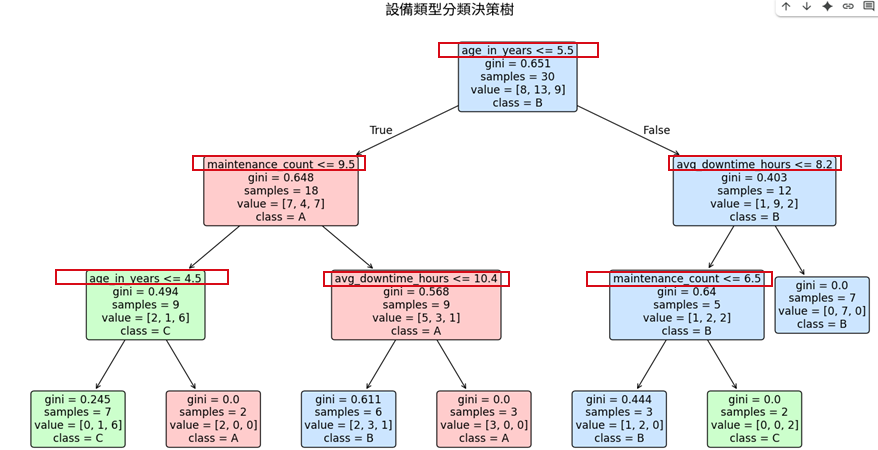 設備類型分類決策樹
age_in_years <= 5.5
gini = 0.651
samples = 30
value = [8, 13, 9]
class = B
True
False
maintenance_count <= 9.5
gini = 0.648
samples = 18
value = [7, 4, 7]
class = A
avg_downtime_hours <= 8.2
gini = 0.403
samples = 12
value = [1, 9, 2]
class = B
age_in_years <= 4.5
gini = 0.494
samples = 9
value = [2, 1, 6]
class = C
avg_downtime_hours <= 10.4
gini = 0.568
samples = 9
value = [5, 3, 1]
class = A
maintenance_count <= 6.5
gini = 0.64
samples = 5
value = [1, 2, 2]
class = B
gini = 0.0
samples = 7
value = [0, 7, 0]
class = B
gini = 0.245
samples = 7
value = [0, 1, 6]
class = C
gini = 0.0
samples = 2
value = [2, 0, 0]
class = A
gini = 0.611
samples = 6
value = [2, 3, 1]
class = B
gini = 0.0
samples = 3
value = [3, 0, 0]
class = A
gini = 0.444
samples = 3
value = [1, 2, 0]
class = B
gini = 0.0
samples = 2
value = [0, 0, 2]
class = C